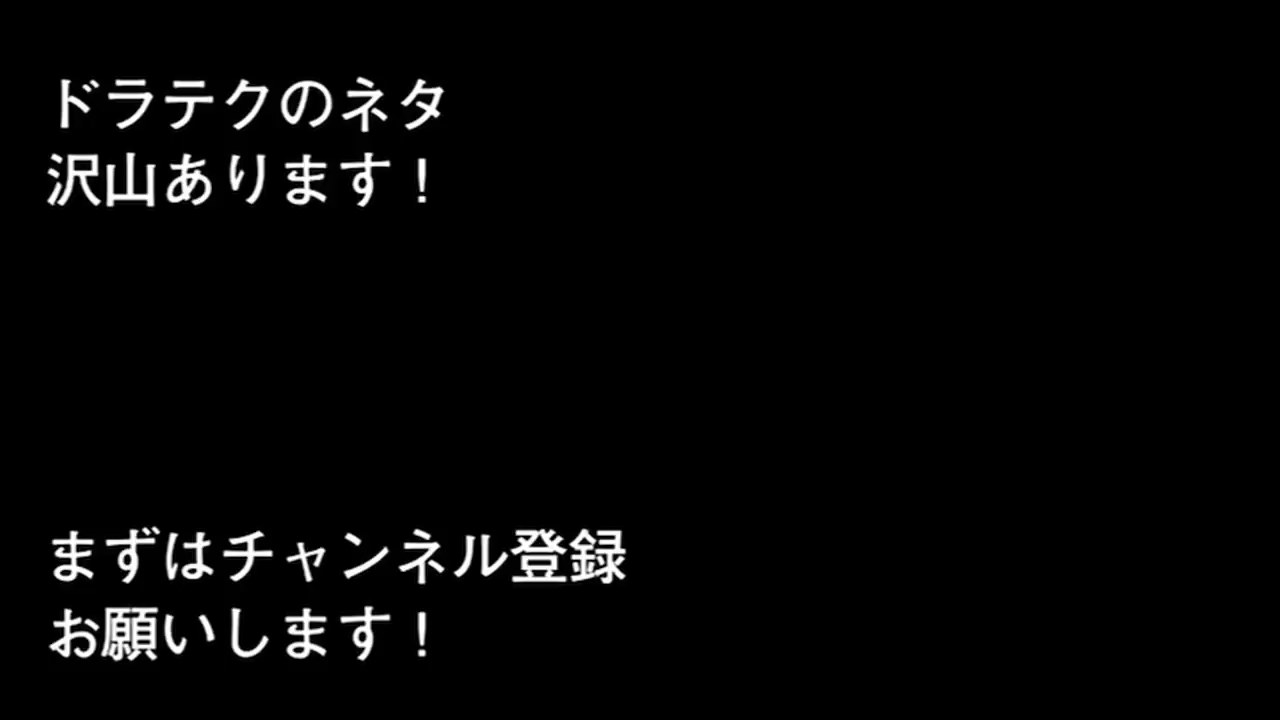 ドラテクのネタ
沢山あります！
まずはチャンネル登録
お願いします！